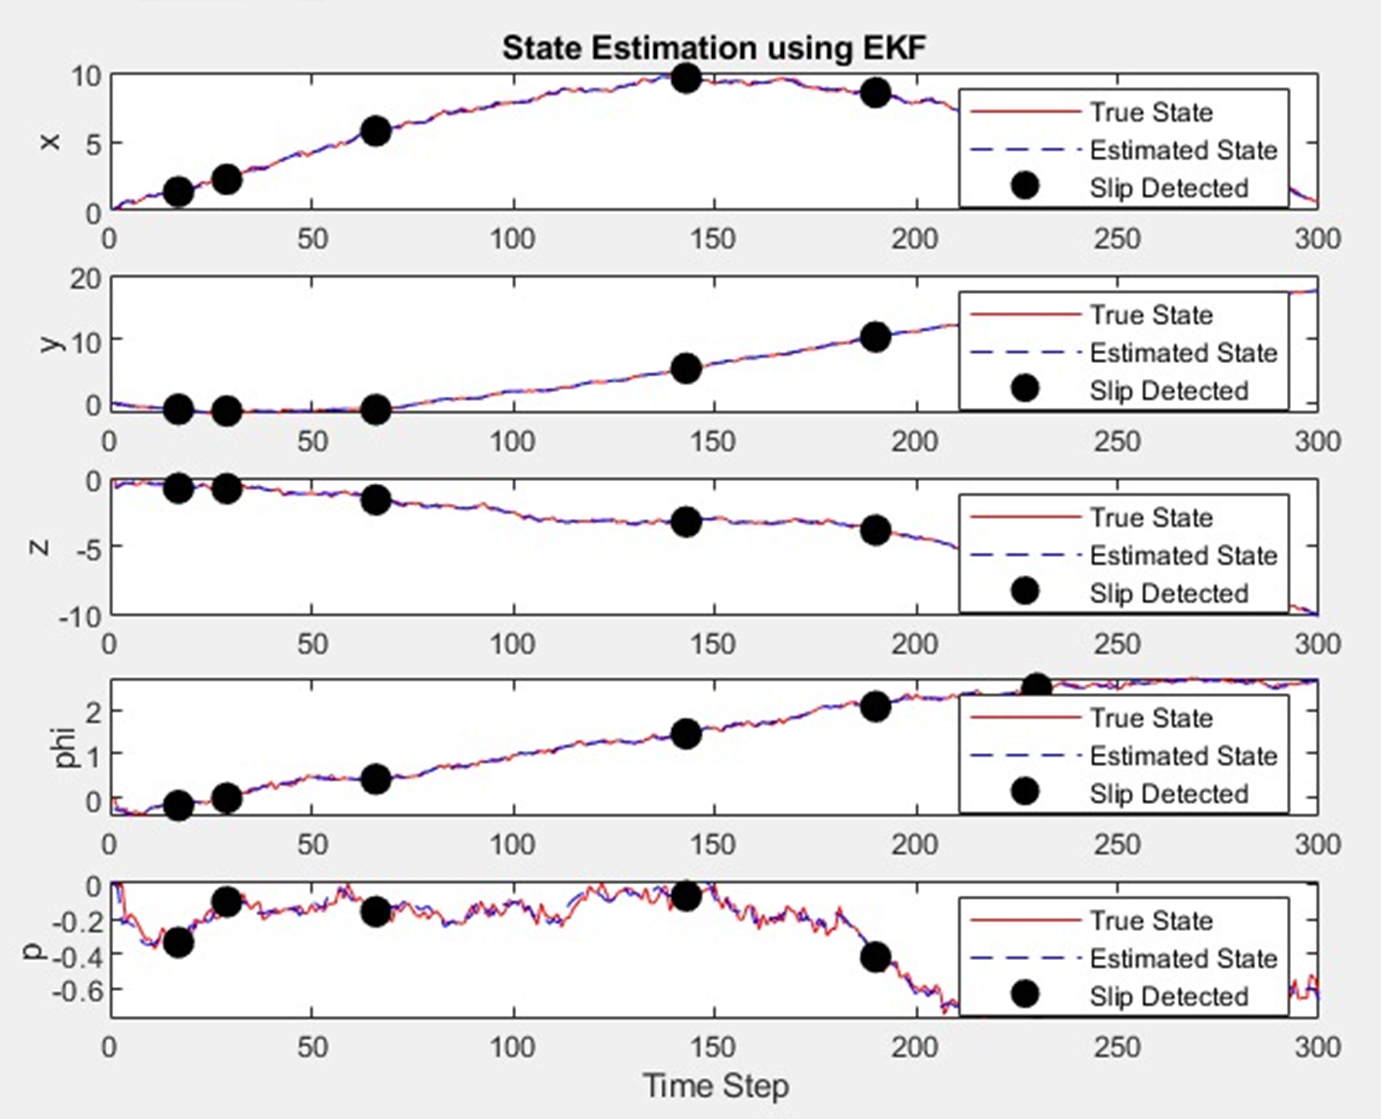 State Estimation using EKF
x
10
5
0
True State
Estimated State
Slip Detected
0 50 100 150 200 250 300
y
20
10
0
True State
Estimated State
Slip Detected
0 50 100 150 200 250 300
z
0
-5
-10
True State
Estimated State
Slip Detected
0 50 100 150 200 250 300
phi
2
1
0
True State
Estimated State
Slip Detected
0 50 100 150 200 250 300
p
0
-0.2
-0.4
-0.6
True State
Estimated State
Slip Detected
0 50 100 150 200 250 300
Time Step